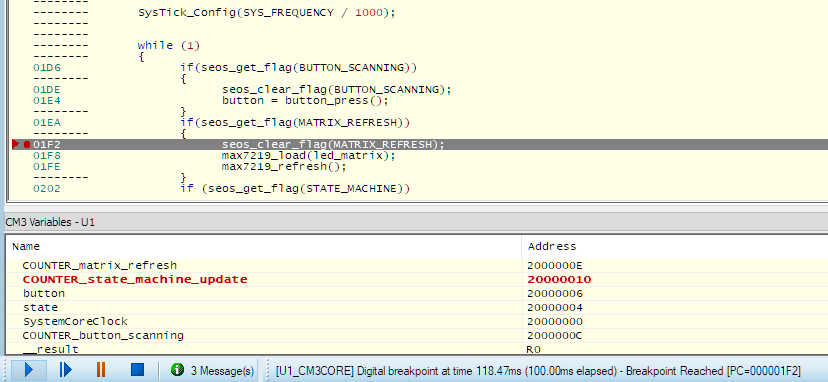 --------    SysTick_Config(SYS_FREQUENCY / 1000);
--------
--------
--------    while (1)
--------    {
01D6    if(seos_get_flag(BUTTON_SCANNING))
--------    {
01DE    seos_clear_flag(BUTTON_SCANNING);
01E4    button = button_press();
--------    }
01EA    if(seos_get_flag(MATRIX_REFRESH))
--------    {
01F2    seos_clear_flag(MATRIX_REFRESH);
01F8    max7219_load(led_matrix);
01FE    max7219_refresh();
--------    }
0202    if (seos_get_flag(STATE_MACHINE))
CM3 Variables - U1
Name    Address
COUNTER_matrix_refresh    2000000E
COUNTER_state_machine_update    20000010
button    20000006
state    20000004
SystemCoreClock    20000000
COUNTER_button_scanning    2000000C
__result    R0
3 Message(s)    [U1_CM3CORE] Digital breakpoint at time 118.47ms (100.00ms elapsed) - Breakpoint Reached [PC=000001F2]